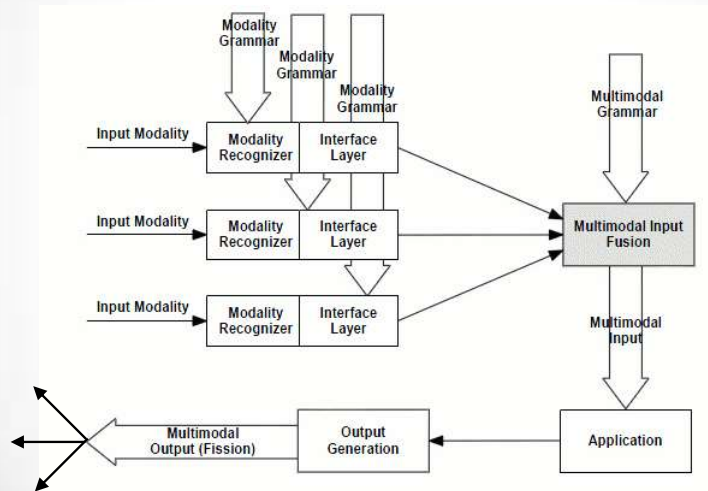 Modality
Grammar
Modality
Grammar
Modality
Grammar
Multimodal
Grammar
Input Modality
Modality
Recognizer
Interface
Layer
Input Modality
Modality
Recognizer
Interface
Layer
Multimodal Input
Fusion
Input Modality
Modality
Recognizer
Interface
Layer
Multimodal
Input
Multimodal
Output (Fission)
Output
Generation
Application